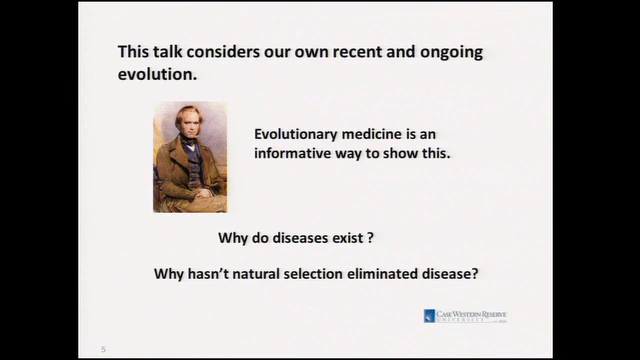 This talk considers our own recent and ongoing
evolution.
Evolutionary medicine is an
informative way to show this.
Why do diseases exist ?
Why hasn't natural selection eliminated disease?
CASE WESTERN RESERVE
UNIVERSITY
5